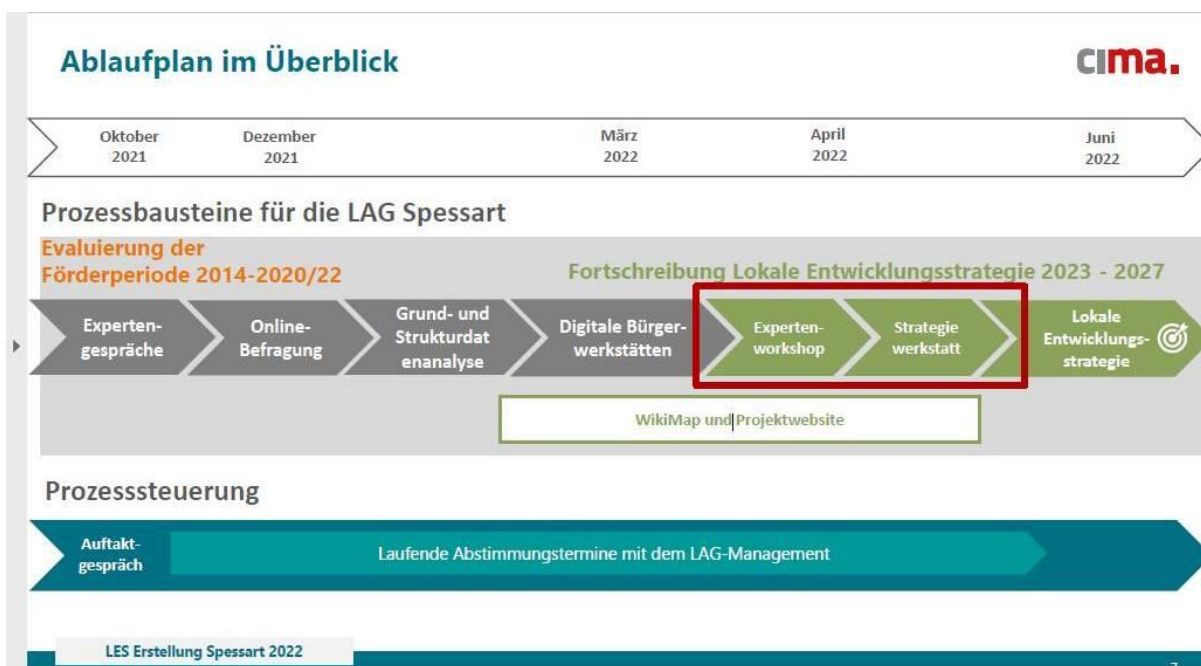 Ablaufplan im Überblick
cima.
Oktober
2021
Dezember
2021
März
2022
April
2022
Juni
2022
Prozessbausteine für die LAG Spessart
Evaluierung der
Förderperiode 2014-2020/22
Fortschreibung Lokale Entwicklungsstrategie 2023 - 2027
Experten-
gespräche
Online-
Befragung
Grund- und
Strukturdat
enanalyse
Digitale Bürger-
werkstätten
Experten-
workshop
Strategie
werkstatt
Lokale
Entwicklungs-
strategie
WikiMap und Projektwebsite
Prozesssteuerung
Auftakt-
gespräch
Laufende Abstimmungstermine mit dem LAG-Management
LES Erstellung Spessart 2022